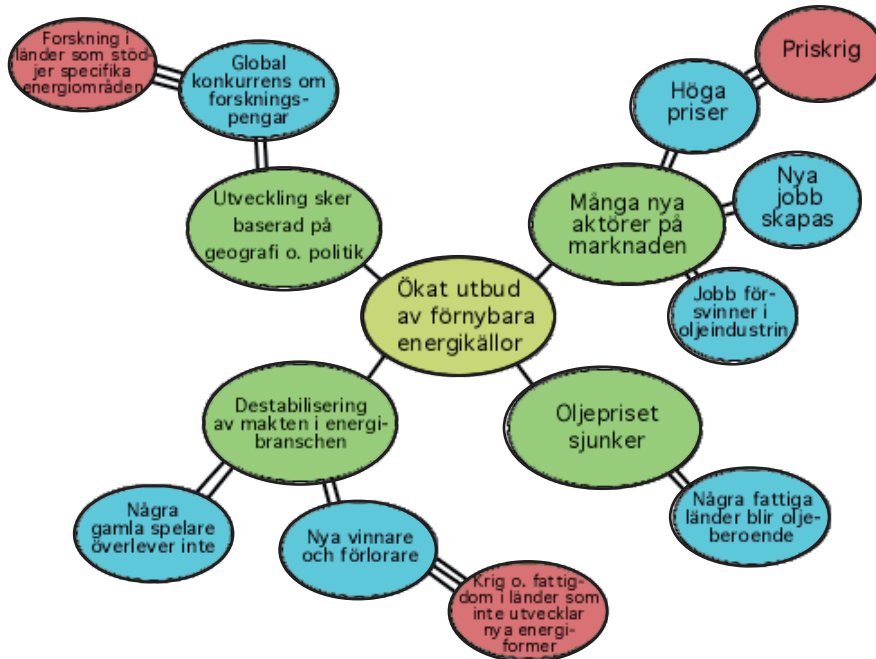 Forskning i
länder som stöd-
jer specifika
energiområden
Global
konkurrens om
forsknings-
pengar
Höga
priser
Priskrig
Utveckling sker
baserad på
geografi o. politik
Många nya
aktörer på
marknaden
Nya
jobb
skapas
Jobb för-
svinner i
oljeindustrin
Ökat utbud
av förnybara
energikällor
Destabilisering
av makten i energi-
branschen
Oljepriset
sjunker
Några
gamla spelare
överlever inte
Nya vinnare
och förlorare
Krig o. fattig-
dom i länder som
inte utvecklar
nya energi-
former
Några fattiga
länder blir olje-
beroende